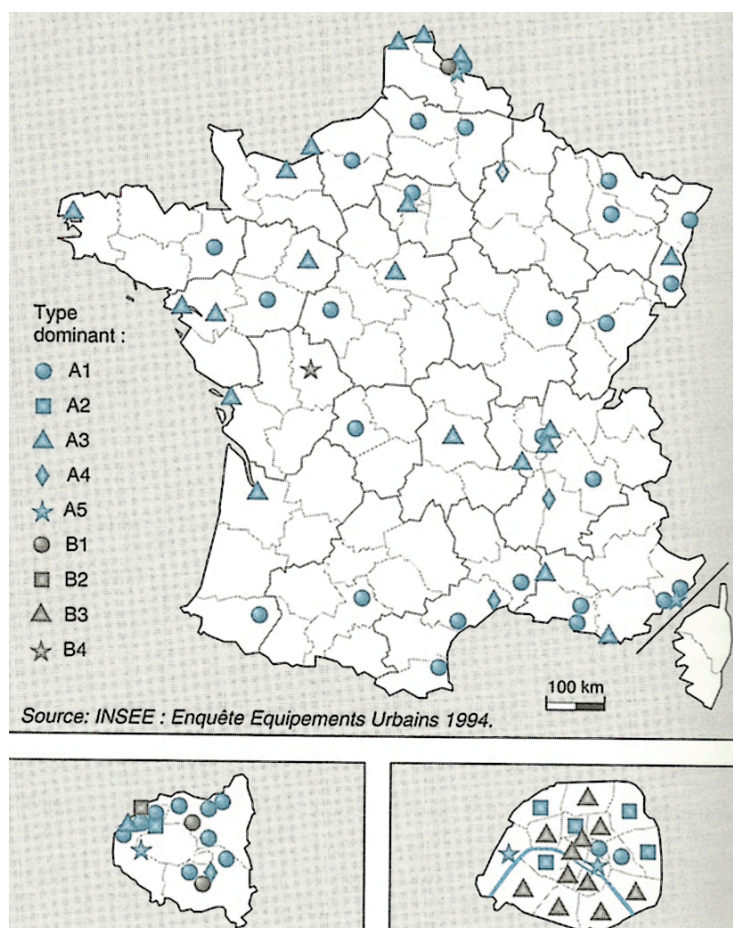 Type
dominant :
A1
A2
A3
A4
A5
B1
B2
B3
B4
100 km
Source: INSEE : Enquête Equipements Urbains 1994.